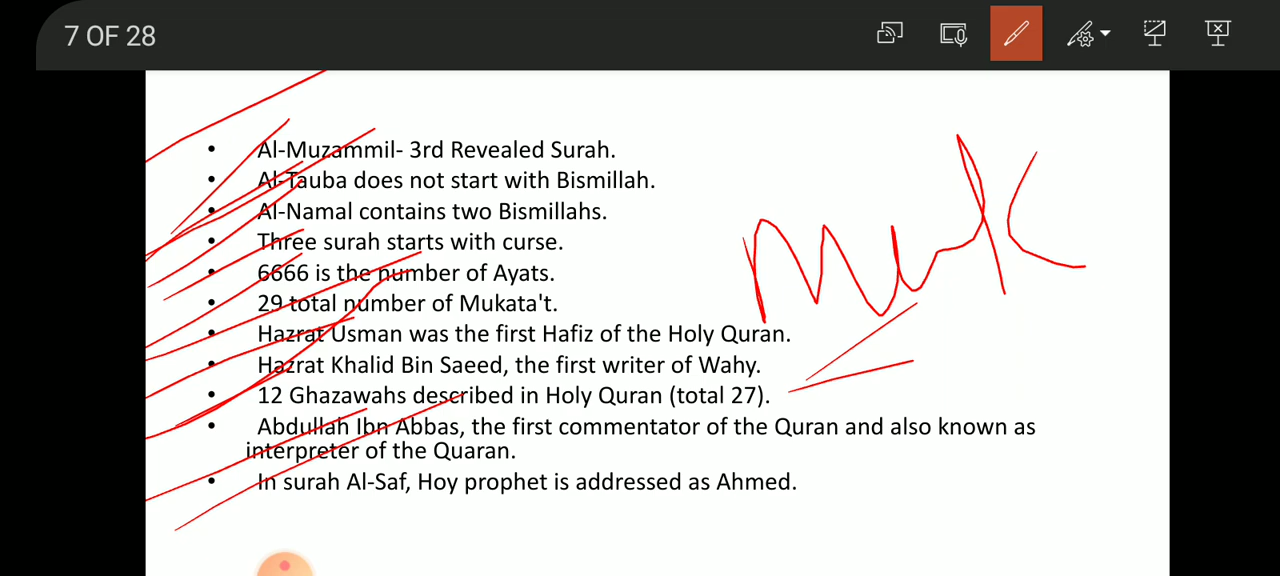 7 OF 28
• Al-Muzammil- 3rd Revealed Surah.
• Al-Tauba does not start with Bismillah.
• Al-Namal contains two Bismillahs.
• Three surah starts with curse.
• 6666 is the number of Ayats.
• 29 total number of Mukata't.
• Hazrat Usman was the first Hafiz of the Holy Quran.
• Hazrat Khalid Bin Saeed, the first writer of Wahy.
• 12 Ghazawahs described in Holy Quran (total 27).
• Abdullah Ibn Abbas, the first commentator of the Quran and also known as
interpreter of the Quaran.
• In surah Al-Saf, Hoy prophet is addressed as Ahmed.